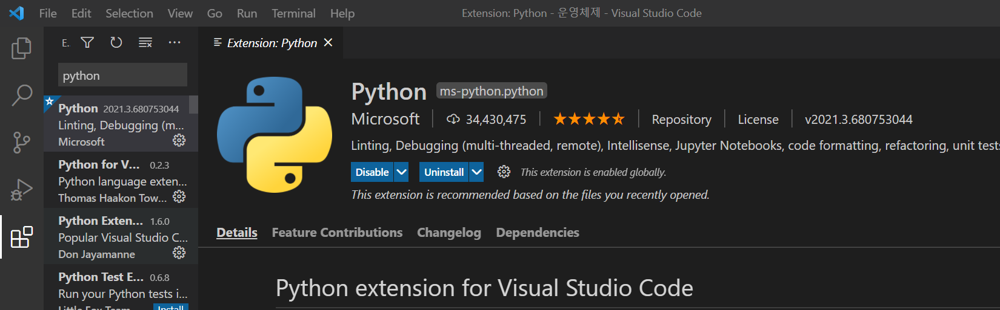 File Edit Selection View Go Run Terminal Help
Extension: Python - 운영체제 - Visual Studio Code
E.
python
Python 2021.3.680753044
Linting, Debugging (m...
Microsoft
Python for V... 0.2.3
Python language exten...
Thomas Haakon Tow...
Python Exten... 1.6.0
Popular Visual Studio C...
Don Jayamanne
Python Test E... 0.6.8
Run your Python tests i...
Little Fox Team
Install
Extension: Python
Python ms-python.python
Microsoft 34,430,475 Repository License v2021.3.680753044
Linting, Debugging (multi-threaded, remote), Intellisense, Jupyter Notebooks, code formatting, refactoring, unit tests
Disable Uninstall This extension is enabled globally.
This extension is recommended based on the files you recently opened.
Details Feature Contributions Changelog Dependencies
Python extension for Visual Studio Code